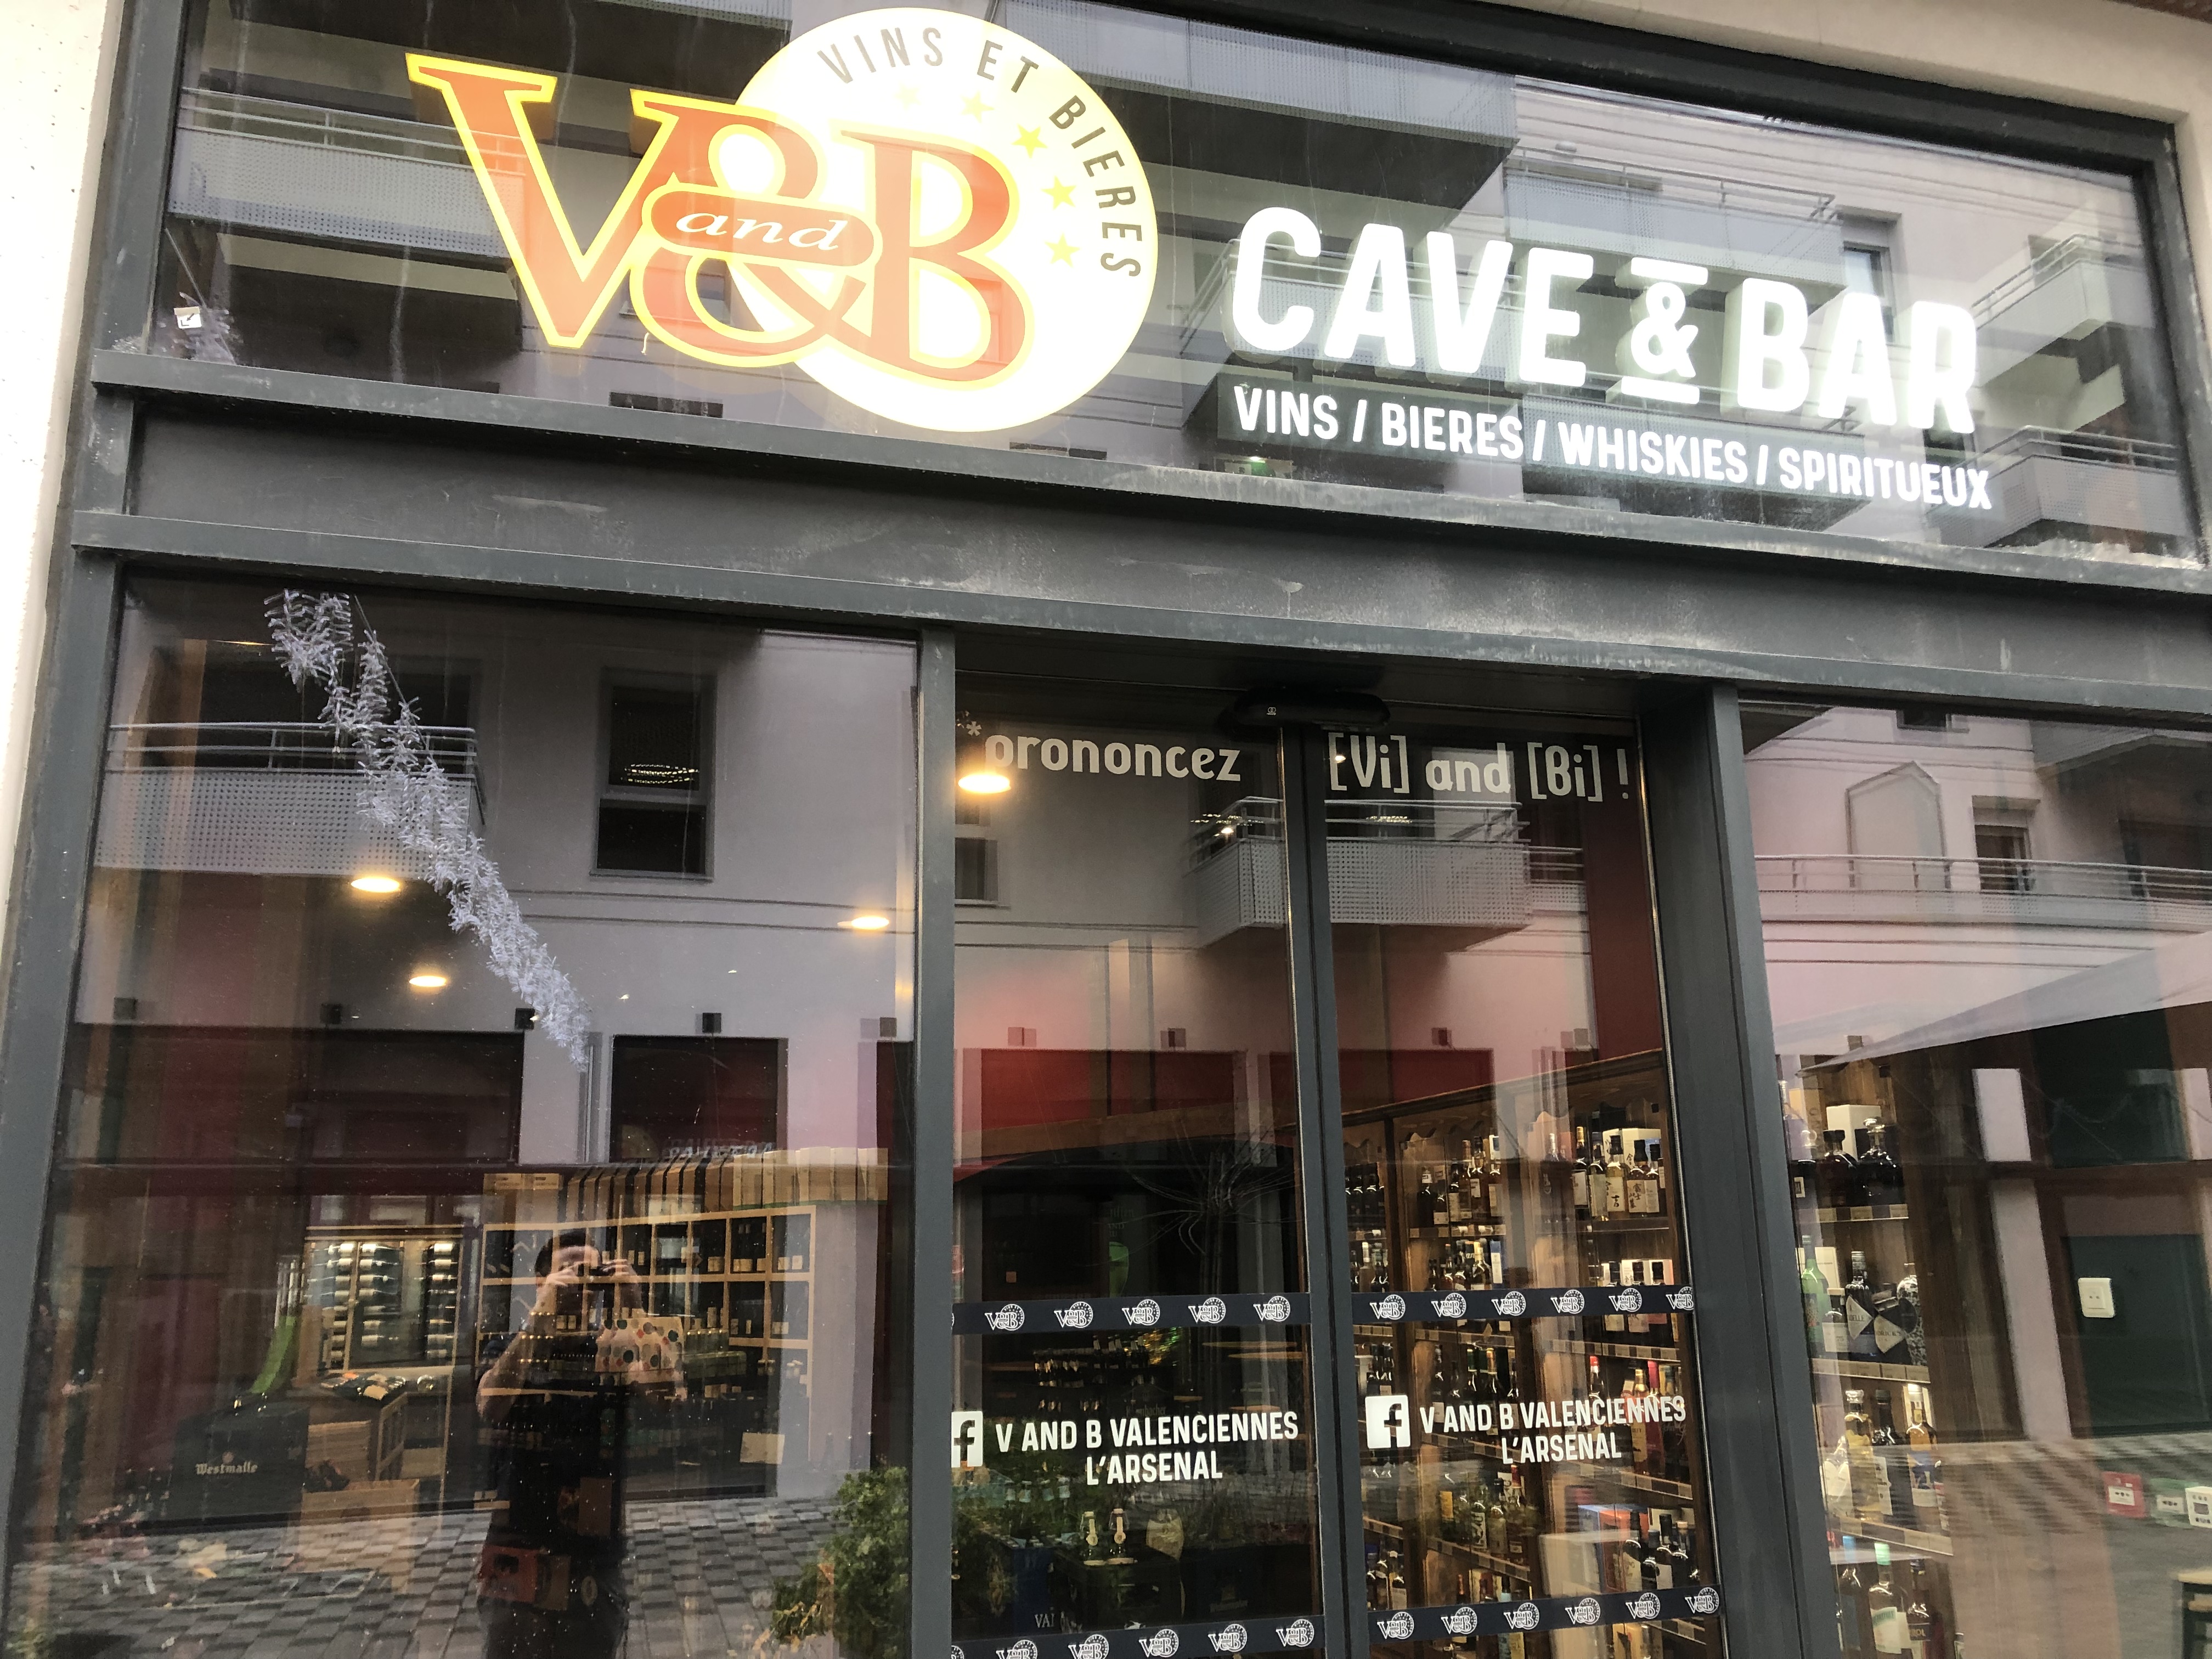 VINS ET BIERES
V&B
and
CAVE & BAR
VINS / BIERES / WHISKIES / SPIRITUEUX
*prononcez [Vi] and [Bi] !
V AND B VALENCIENNES
L'ARSENAL
V AND B VALENCIENNES
L'ARSENAL
Westmalle